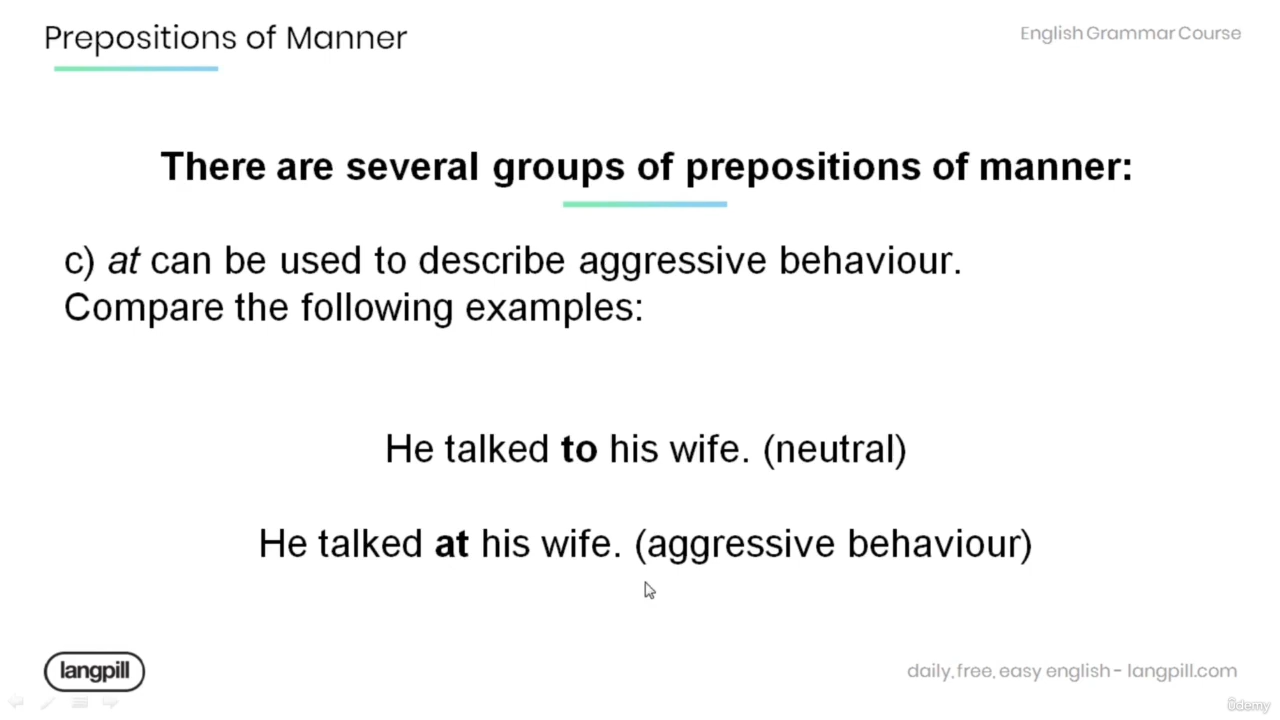 Prepositions of Manner
English Grammar Course
There are several groups of prepositions of manner:
c) at can be used to describe aggressive behaviour.
Compare the following examples:
He talked to his wife. (neutral)
He talked at his wife. (aggressive behaviour)
langpill
daily, free, easy english - langpill.com
ûdemy